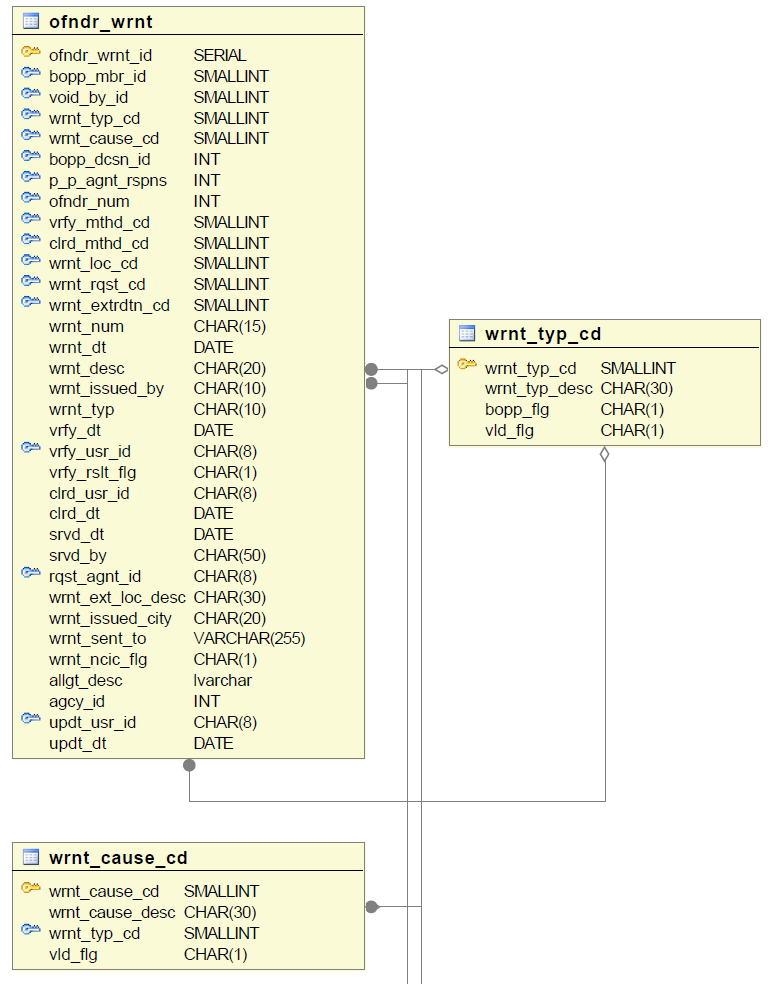 ofndr_wrnt
ofndr_wrnt_id SERIAL
bopp_mbr_id SMALLINT
void_by_id SMALLINT
wrnt_typ_cd SMALLINT
wrnt_cause_cd SMALLINT
bopp_dcsn_id INT
p_p_agnt_rspns INT
ofndr_num INT
vrfy_mthd_cd SMALLINT
clrd_mthd_cd SMALLINT
wrnt_loc_cd SMALLINT
wrnt_rqst_cd SMALLINT
wrnt_extrdtn_cd SMALLINT
wrnt_num CHAR(15)
wrnt_dt DATE
wrnt_desc CHAR(20)
wrnt_issued_by CHAR(10)
wrnt_typ CHAR(10)
vrfy_dt DATE
vrfy_usr_id CHAR(8)
vrfy_rslt_flg CHAR(1)
clrd_usr_id CHAR(8)
clrd_dt DATE
srvd_dt DATE
srvd_by CHAR(50)
rqst_agnt_id CHAR(8)
wrnt_ext_loc_desc CHAR(30)
wrnt_issued_city CHAR(20)
wrnt_sent_to VARCHAR(255)
wrnt_ncic_flg CHAR(1)
allgt_desc lvarchar
agcy_id INT
updt_usr_id CHAR(8)
updt_dt DATE
wrnt_typ_cd
wrnt_typ_cd SMALLINT
wrnt_typ_desc CHAR(30)
bopp_flg CHAR(1)
vld_flg CHAR(1)
wrnt_cause_cd
wrnt_cause_cd SMALLINT
wrnt_cause_desc CHAR(30)
wrnt_typ_cd SMALLINT
vld_flg CHAR(1)